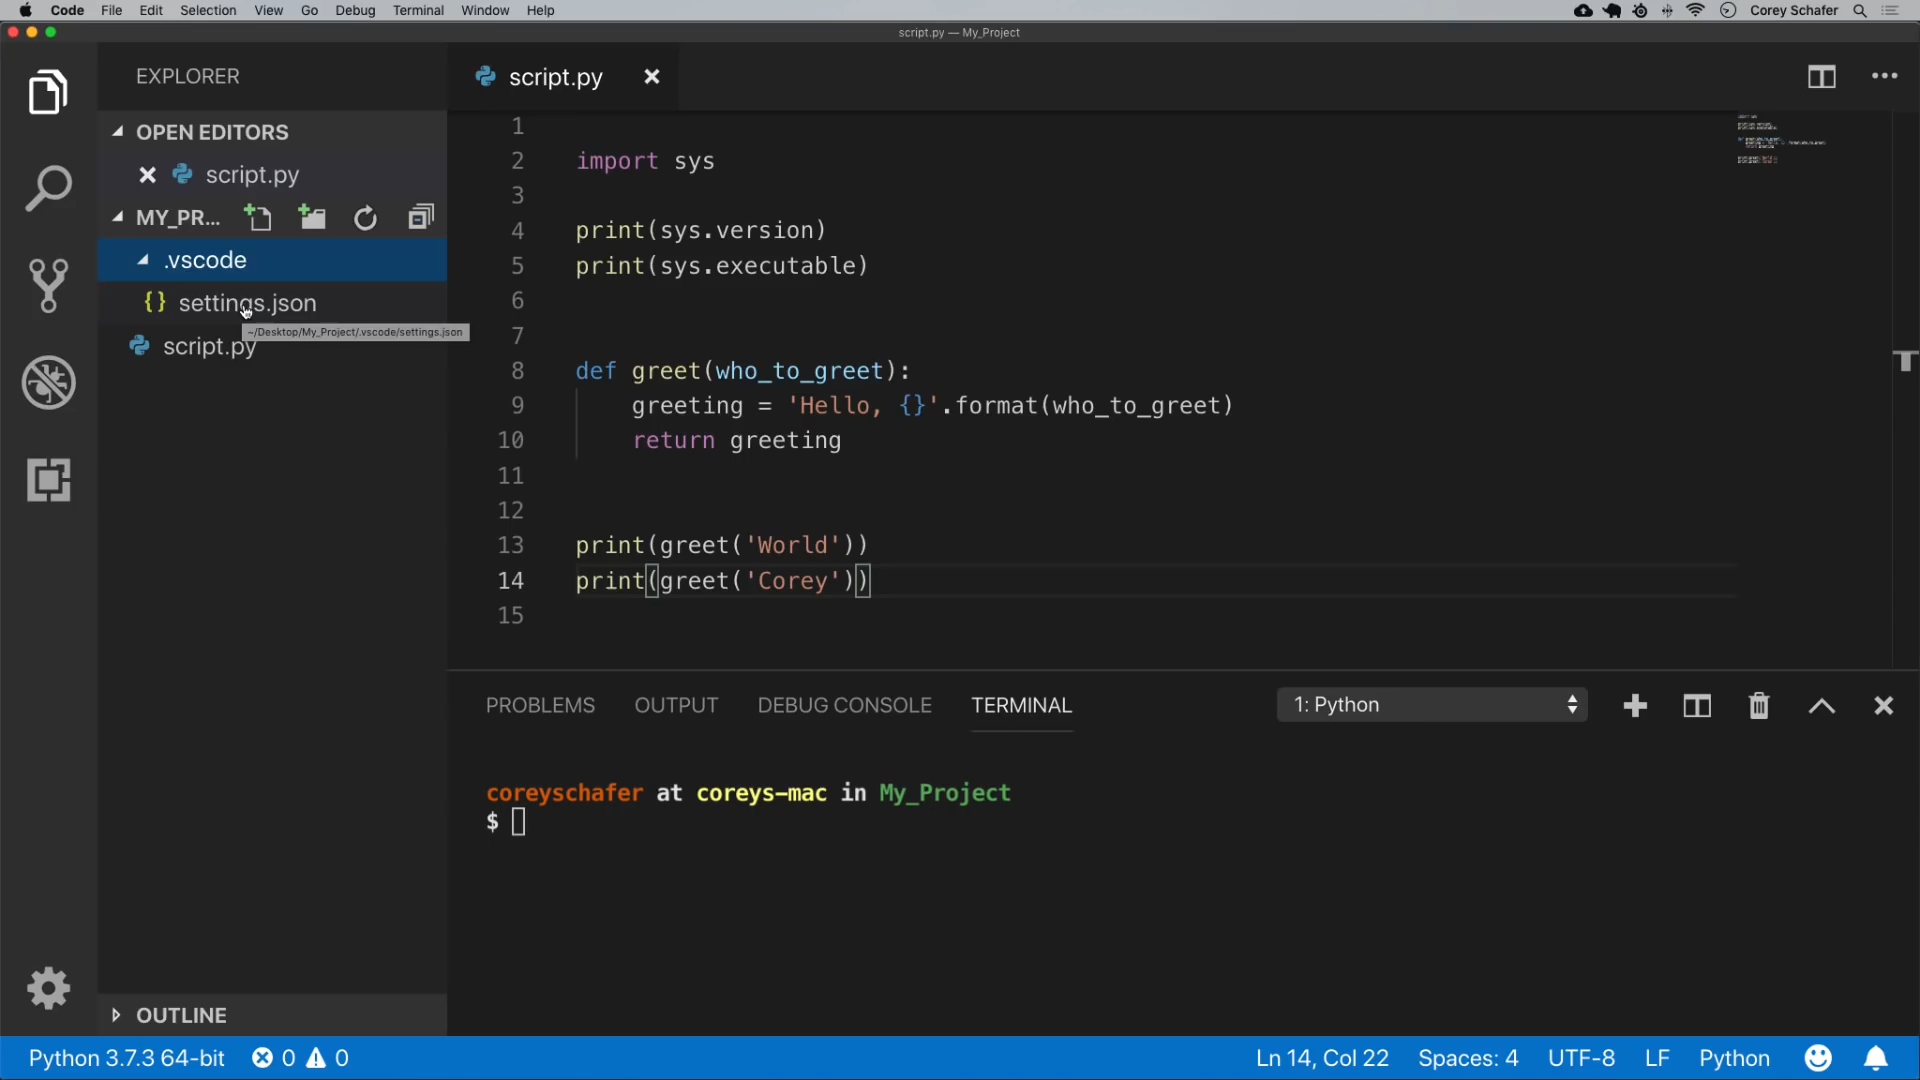 Code File Edit Selection View Go Debug Terminal Window Help Corey Schafer
script.py — My_Project
EXPLORER
script.py
OPEN EDITORS
script.py
MY_PR...
.vscode
settings.json
~/Desktop/My_Project/.vscode/settings.json
script.py
OUTLINE
1
2 import sys
3
4 print(sys.version)
5 print(sys.executable)
6
7
8 def greet(who_to_greet):
9 greeting = 'Hello, {}'.format(who_to_greet)
10 return greeting
11
12
13 print(greet('World'))
14 print(greet('Corey'))
15
PROBLEMS OUTPUT DEBUG CONSOLE TERMINAL 1: Python
coreyschafer at coreys-mac in My_Project
$
Python 3.7.3 64-bit 0 0 Ln 14, Col 22 Spaces: 4 UTF-8 LF Python